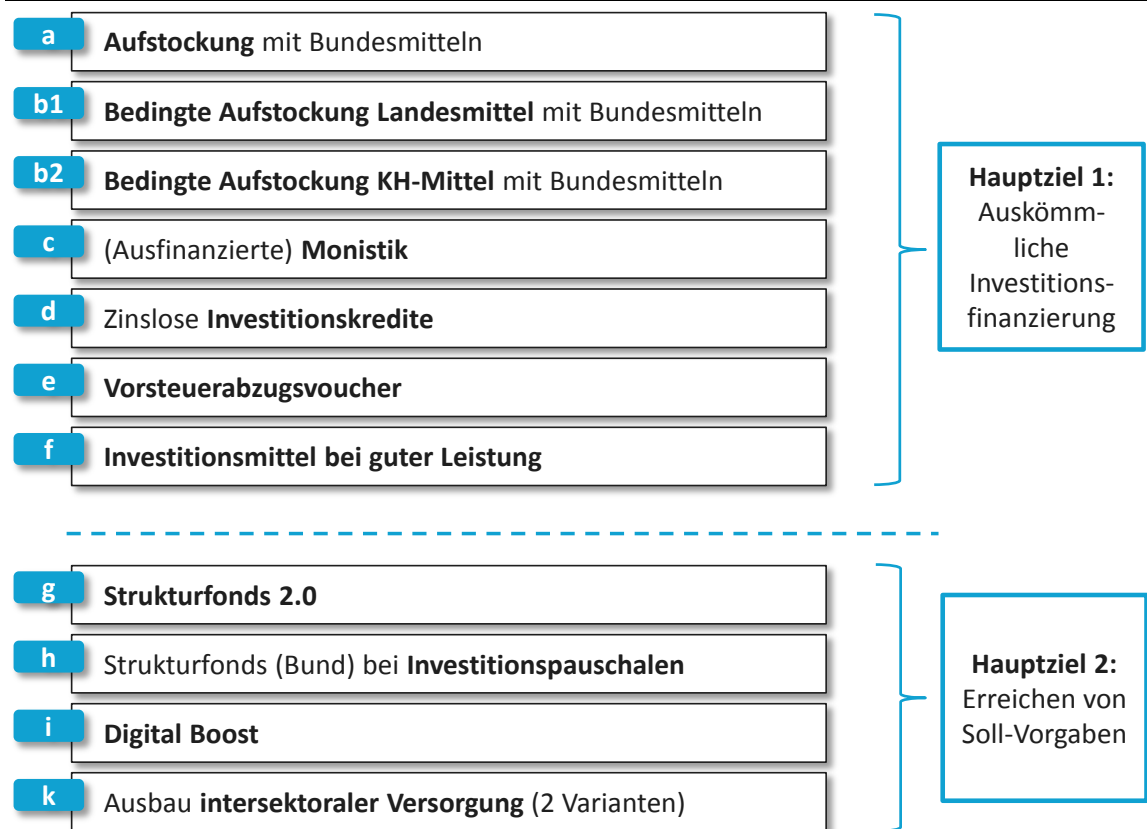 a
Aufstockung mit Bundesmitteln
b1
Bedingte Aufstockung Landesmittel mit Bundesmitteln
b2
Bedingte Aufstockung KH-Mittel mit Bundesmitteln
c
(Ausfinanzierte) Monistik
d
Zinslose Investitionskredite
e
Vorsteuerabzugsvoucher
f
Investitionsmittel bei guter Leistung
Hauptziel 1:
Auskömm-
liche
Investitions-
finanzierung
g
Strukturfonds 2.0
h
Strukturfonds (Bund) bei Investitionspauschalen
i
Digital Boost
k
Ausbau intersektoraler Versorgung (2 Varianten)
Hauptziel 2:
Erreichen von
Soll-Vorgaben